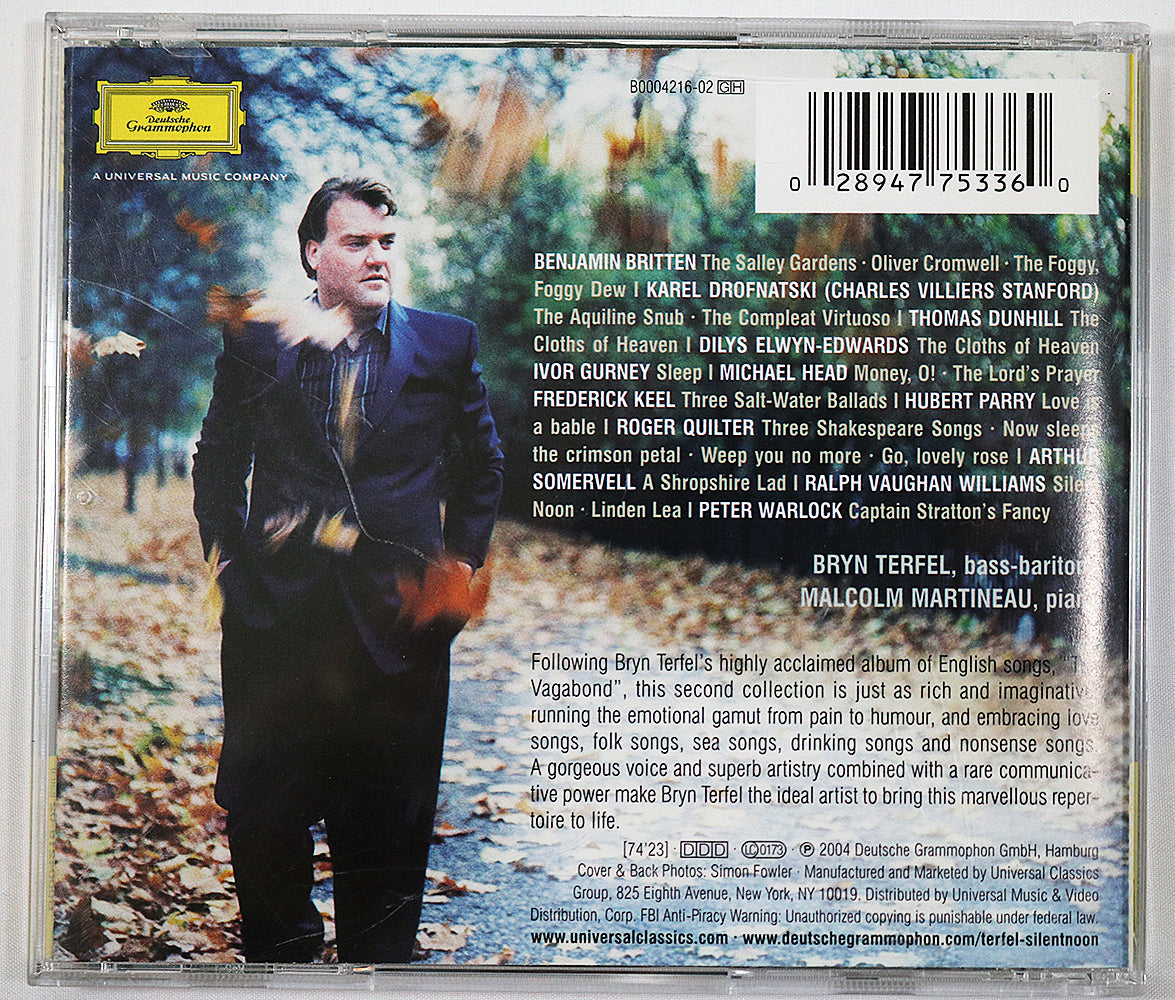 Deutsche
Grammophon
A UNIVERSAL MUSIC COMPANY
B0004216-02 GH
0 28947 75336 0
BENJAMIN BRITTEN The Salley Gardens · Oliver Cromwell · The Foggy,
Foggy Dew | KAREL DROFNATSKI (CHARLES VILLIERS STANFORD)
The Aquiline Snub · The Compleat Virtuoso | THOMAS DUNHILL The
Cloths of Heaven | DILYS ELWYN-EDWARDS The Cloths of Heaven
IVOR GURNEY Sleep | MICHAEL HEAD Money, O! · The Lord's Prayer
FREDERICK KEEL Three Salt-Water Ballads | HUBERT PARRY Love is
a bable | ROGER QUILTER Three Shakespeare Songs · Now sleeps
the crimson petal · Weep you no more · Go, lovely rose | ARTHUR
SOMERVELL A Shropshire Lad | RALPH VAUGHAN WILLIAMS Silent
Noon · Linden Lea | PETER WARLOCK Captain Stratton's Fancy
BRYN TERFEL, bass-bariton
MALCOLM MARTINEAU, pian
Following Bryn Terfel's highly acclaimed album of English songs, "The
Vagabond", this second collection is just as rich and imaginative,
running the emotional gamut from pain to humour, and embracing love
songs, folk songs, sea songs, drinking songs and nonsense songs.
A gorgeous voice and superb artistry combined with a rare communica-
tive power make Bryn Terfel the ideal artist to bring this marvellous reper-
toire to life.
[74'23] · DDD · LC 0173 · ℗ 2004 Deutsche Grammophon GmbH, Hamburg
Cover & Back Photos: Simon Fowler · Manufactured and Marketed by Universal Classics
Group, 825 Eighth Avenue, New York, NY 10019. Distributed by Universal Music & Video
Distribution, Corp. FBI Anti-Piracy Warning: Unauthorized copying is punishable under federal law.
www.universalclassics.com · www.deutschegrammophon.com/terfel-silentnoon